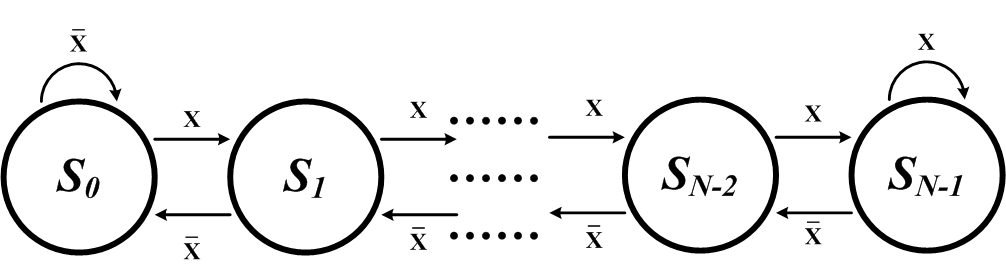 X̄ X
X X X X
S0 S1 ...... SN-2 SN-1
X̄ X̄ X̄ X̄